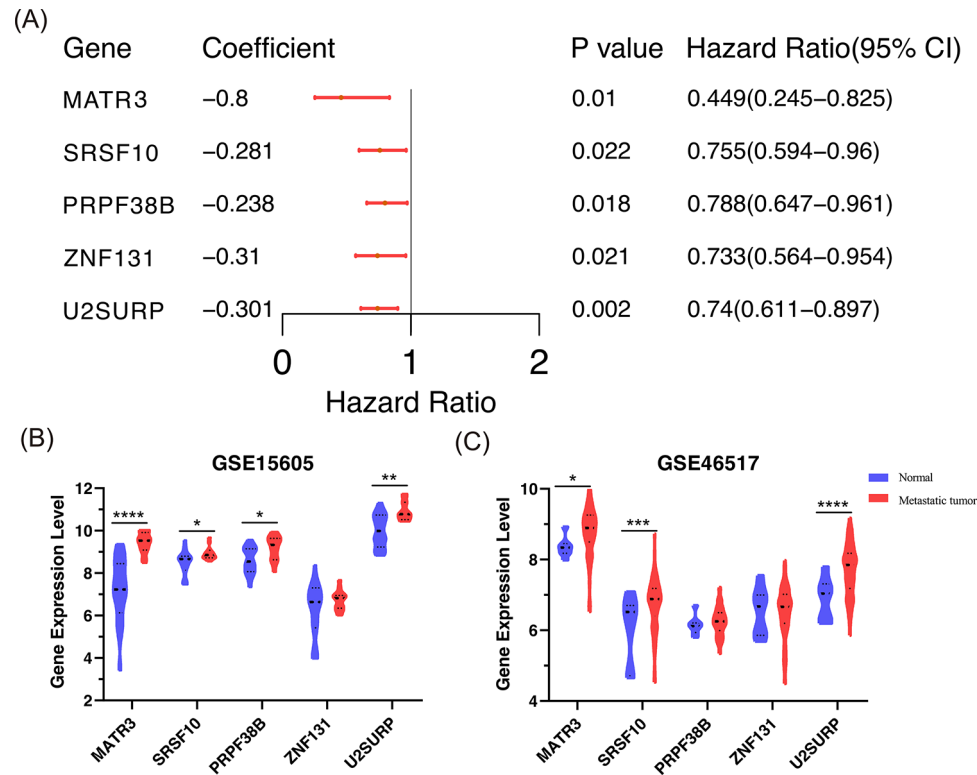 (A)
Gene Coefficient P value Hazard Ratio(95% CI)
MATR3 −0.8 0.01 0.449(0.245−0.825)
SRSF10 −0.281 0.022 0.755(0.594−0.96)
PRPF38B −0.238 0.018 0.788(0.647−0.961)
ZNF131 −0.31 0.021 0.733(0.564−0.954)
U2SURP −0.301 0.002 0.74(0.611−0.897)
0 1 2
Hazard Ratio
(B)
GSE15605
Gene Expression Level
12
10
8
6
4
2
**** * * **
MATR3 SRSF10 PRPF38B ZNF131 U2SURP
(C)
GSE46517
Gene Expression Level
10
8
6
4
* *** ****
MATR3 SRSF10 PRPF38B ZNF131 U2SURP
Normal
Metastatic tumor